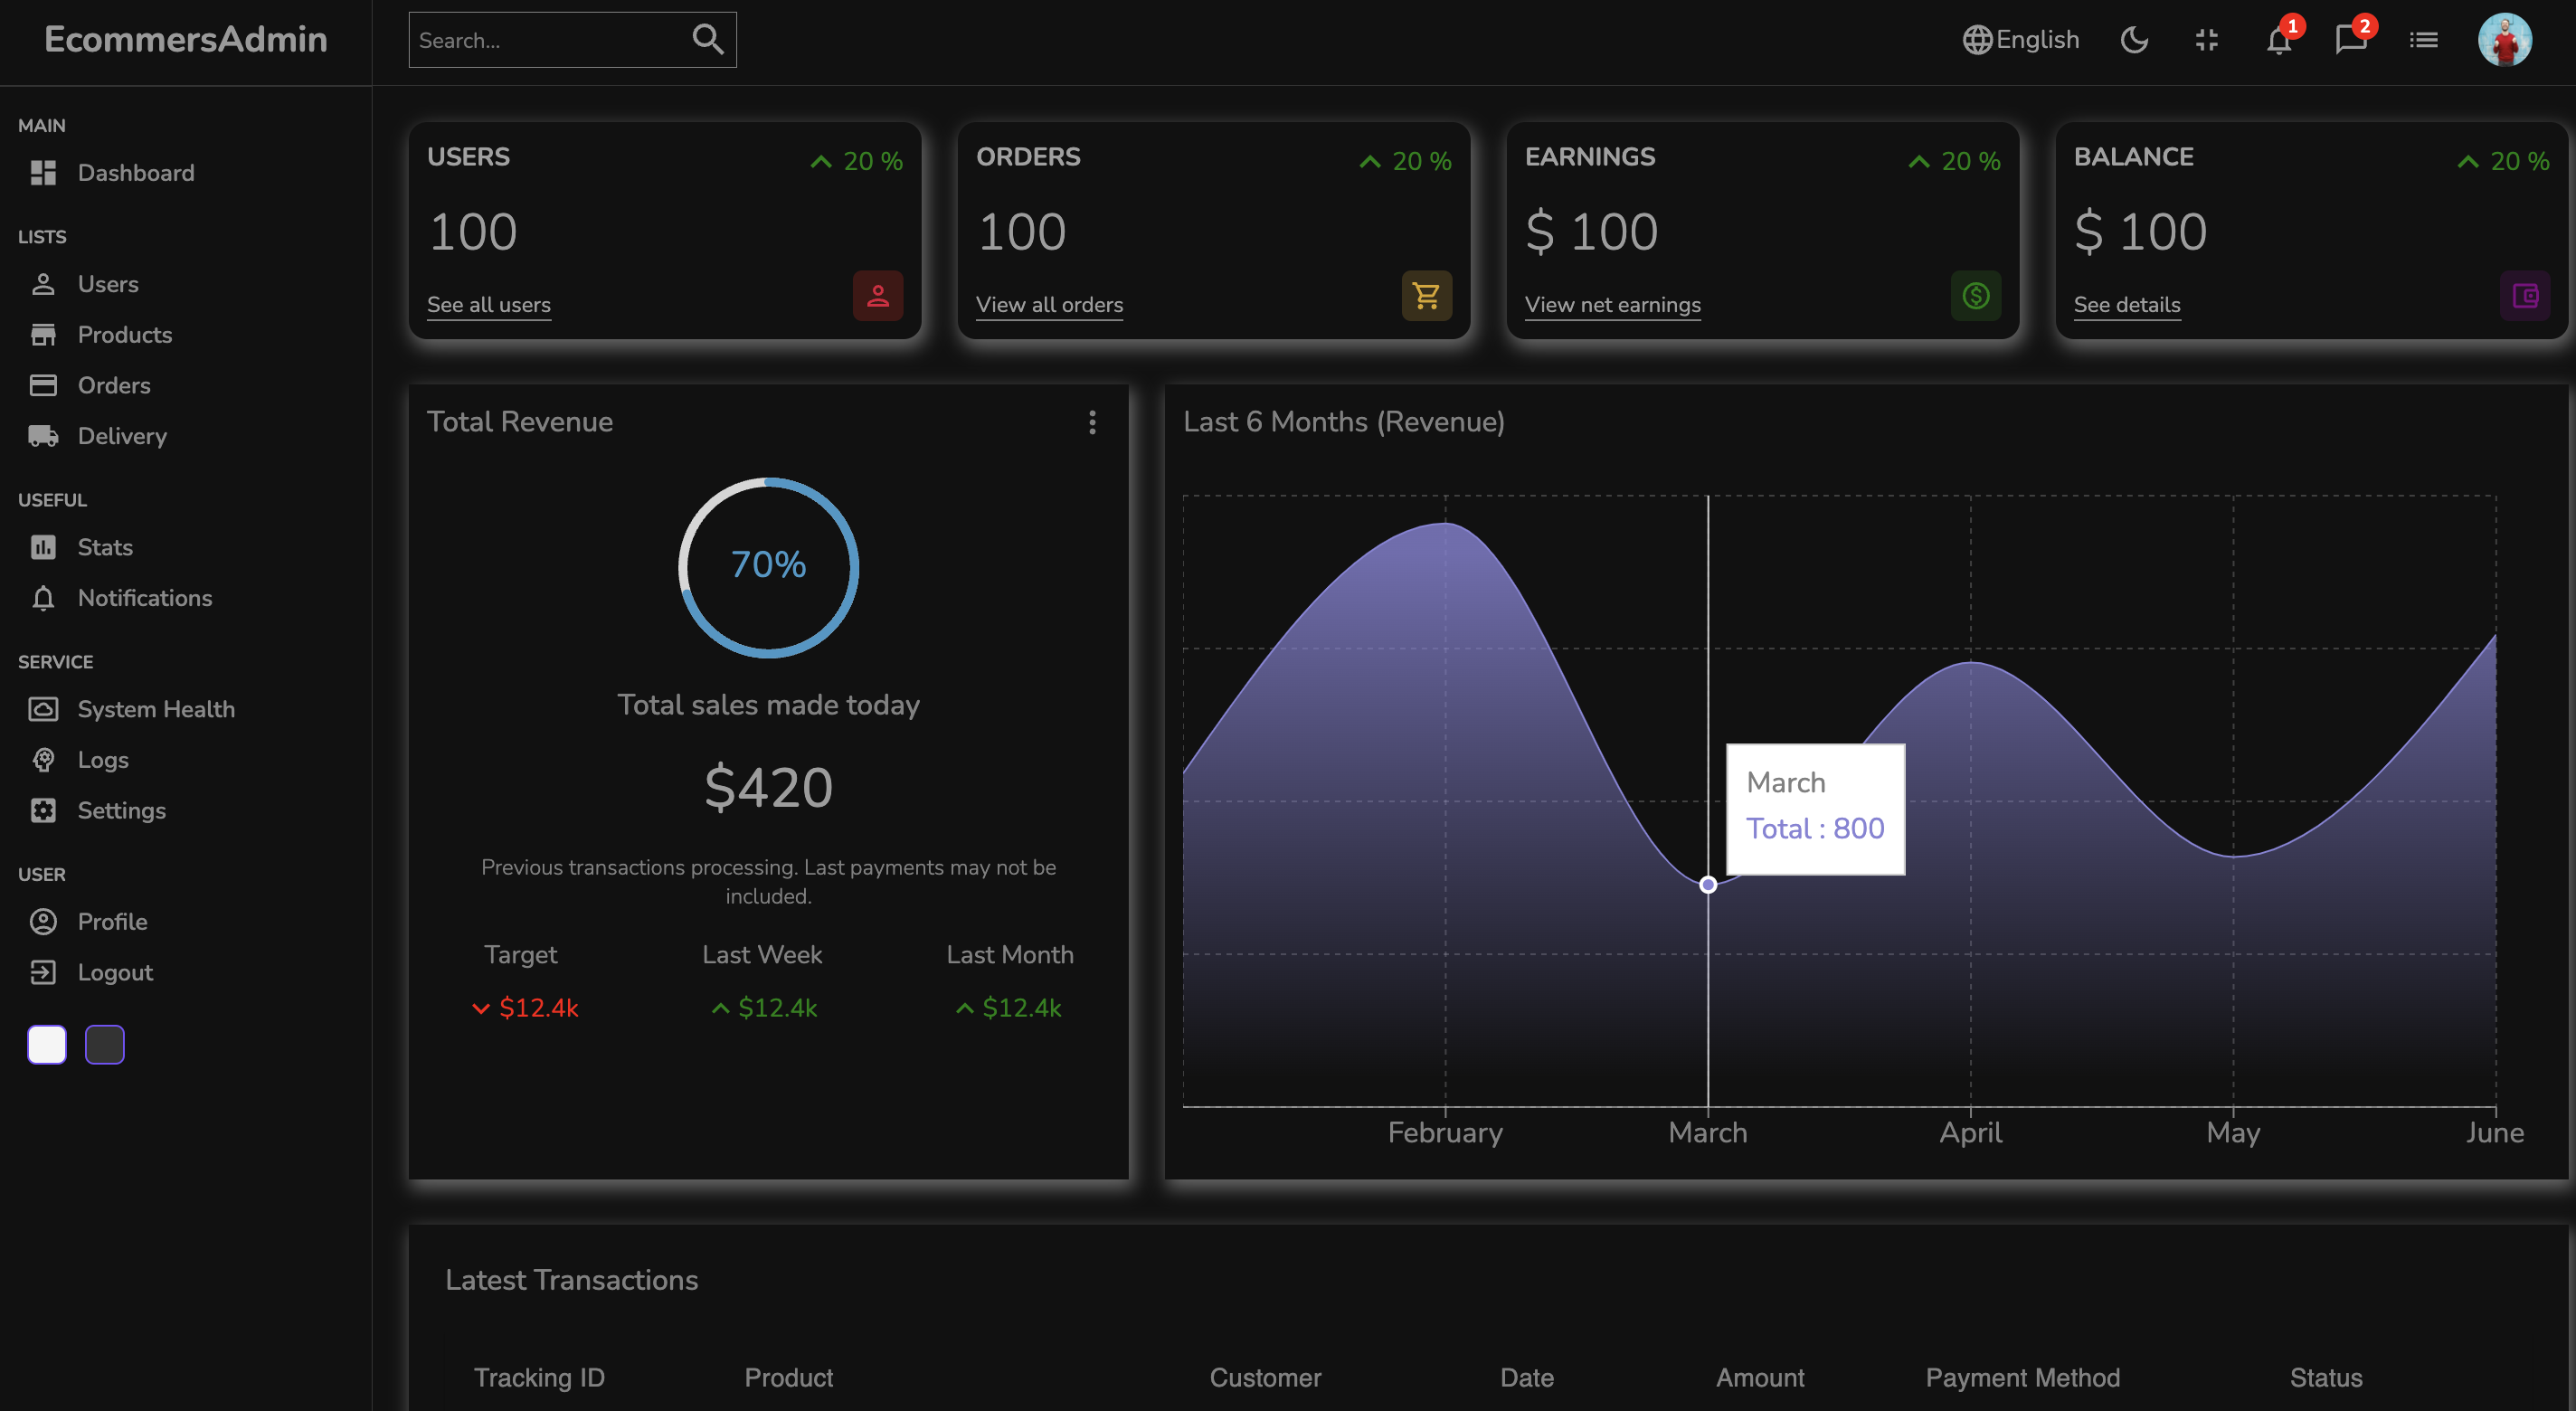 EcommersAdmin
Search...
English
1
2
MAIN
Dashboard
LISTS
Users
Products
Orders
Delivery
USEFUL
Stats
Notifications
SERVICE
System Health
Logs
Settings
USER
Profile
Logout
USERS
20 %
100
See all users
ORDERS
20 %
100
View all orders
EARNINGS
20 %
$ 100
View net earnings
BALANCE
20 %
$ 100
See details
Total Revenue
70%
Total sales made today
$420
Previous transactions processing. Last payments may not be
included.
Target
Last Week
Last Month
$12.4k
$12.4k
$12.4k
Last 6 Months (Revenue)
March
Total : 800
February
March
April
May
June
Latest Transactions
Tracking ID
Product
Customer
Date
Amount
Payment Method
Status